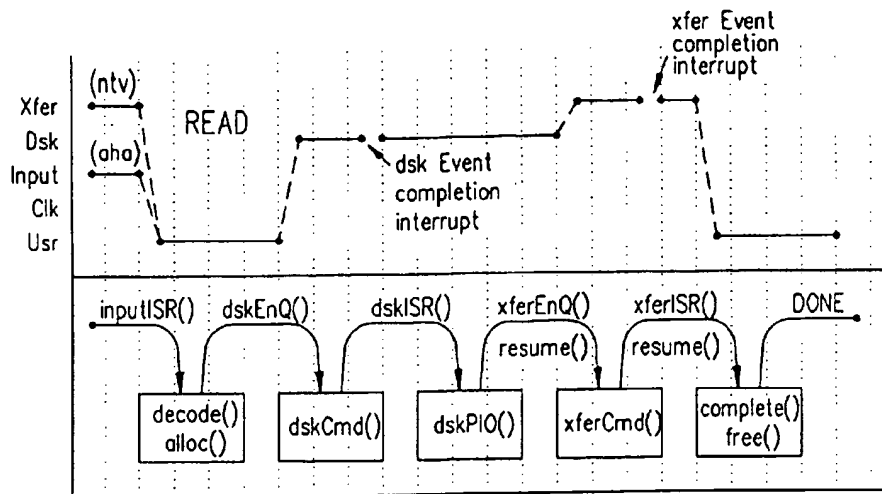 xfer Event
completion
interrupt
(ntv)
Xfer
READ
Dsk
dsk Event
completion
interrupt
(aha)
Input
Clk
Usr
inputISR()
dskEnQ()
dskISR()
xferEnQ()
xferISR()
DONE
resume()
resume()
decode()
alloc()
dskCmd()
dskPIO()
xferCmd()
complete()
free()